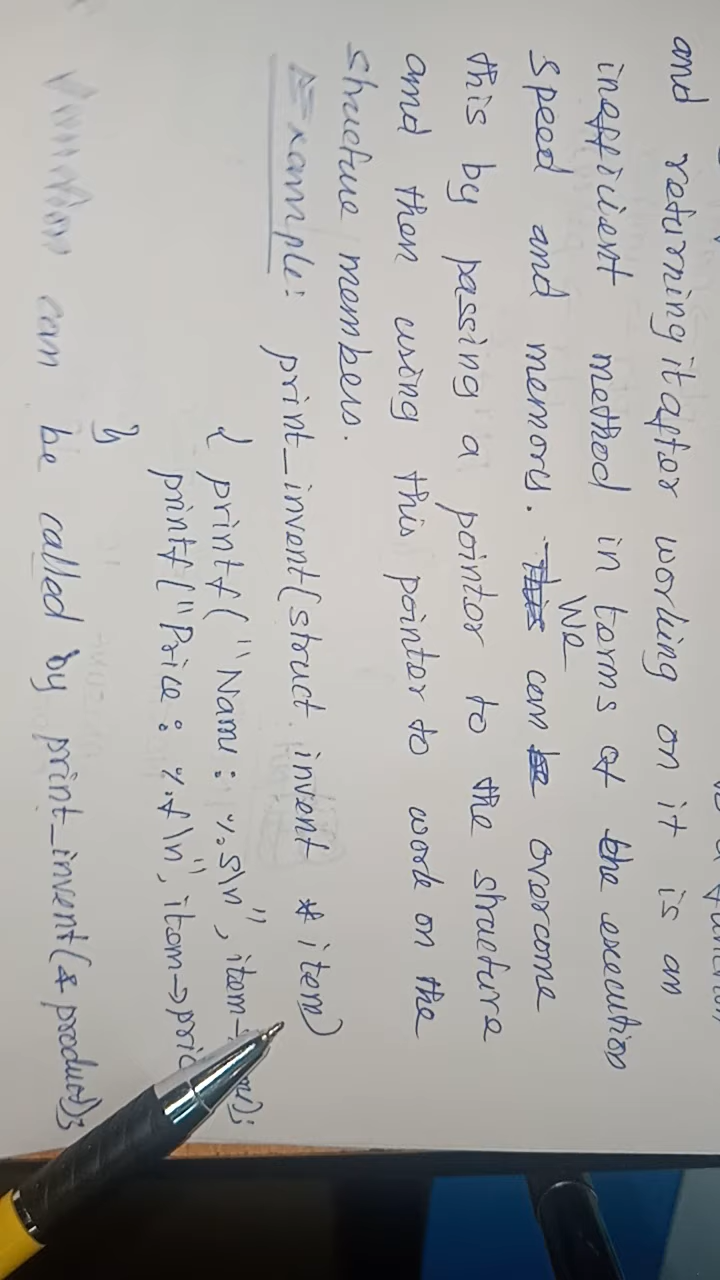 and returning it after working on it is an
inefficient method in terms of the execution
speed and memory. This We can be overcome
this by passing a pointer to the structure
and then using this pointer to work on the
structure members.
Example: print_invent(struct invent *item)
{ printf("Name: %s\n", item
printf("Price: %f\n", item→pric
}
can be called by print_invent(&product);